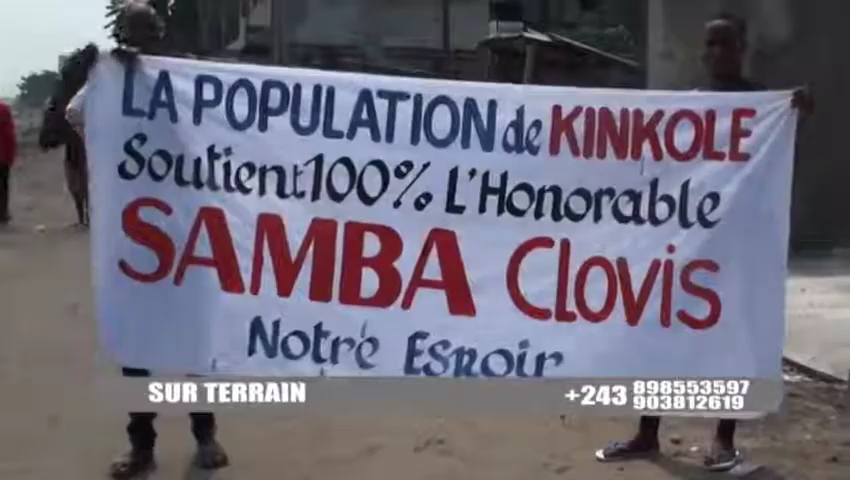 LA POPULATION de KINKOLE
Soutient 100% L'Honorable
SAMBA CLOVIS
Notre Espoir
SUR TERRAIN
+243 898553597
903812619